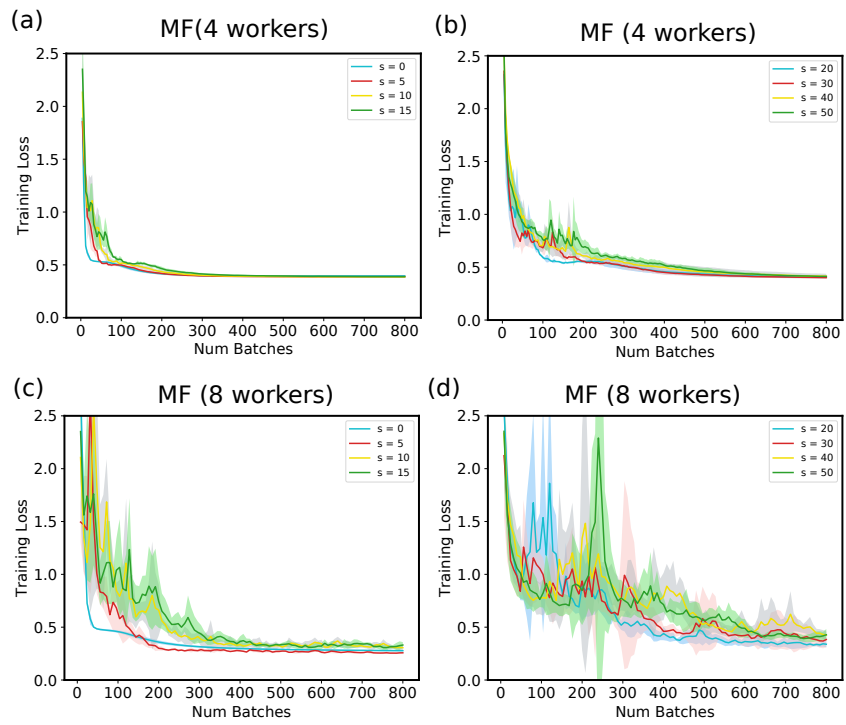 (a)
MF(4 workers)
2.5
2.0
1.5
1.0
0.5
0.0
Training Loss
s = 0
s = 5
s = 10
s = 15
0 100 200 300 400 500 600 700 800
Num Batches
(b)
MF (4 workers)
2.5
2.0
1.5
1.0
0.5
0.0
Training Loss
s = 20
s = 30
s = 40
s = 50
0 100 200 300 400 500 600 700 800
Num Batches
(c)
MF (8 workers)
2.5
2.0
1.5
1.0
0.5
0.0
Training Loss
s = 0
s = 5
s = 10
s = 15
0 100 200 300 400 500 600 700 800
Num Batches
(d)
MF (8 workers)
2.5
2.0
1.5
1.0
0.5
0.0
Training Loss
s = 20
s = 30
s = 40
s = 50
0 100 200 300 400 500 600 700 800
Num Batches